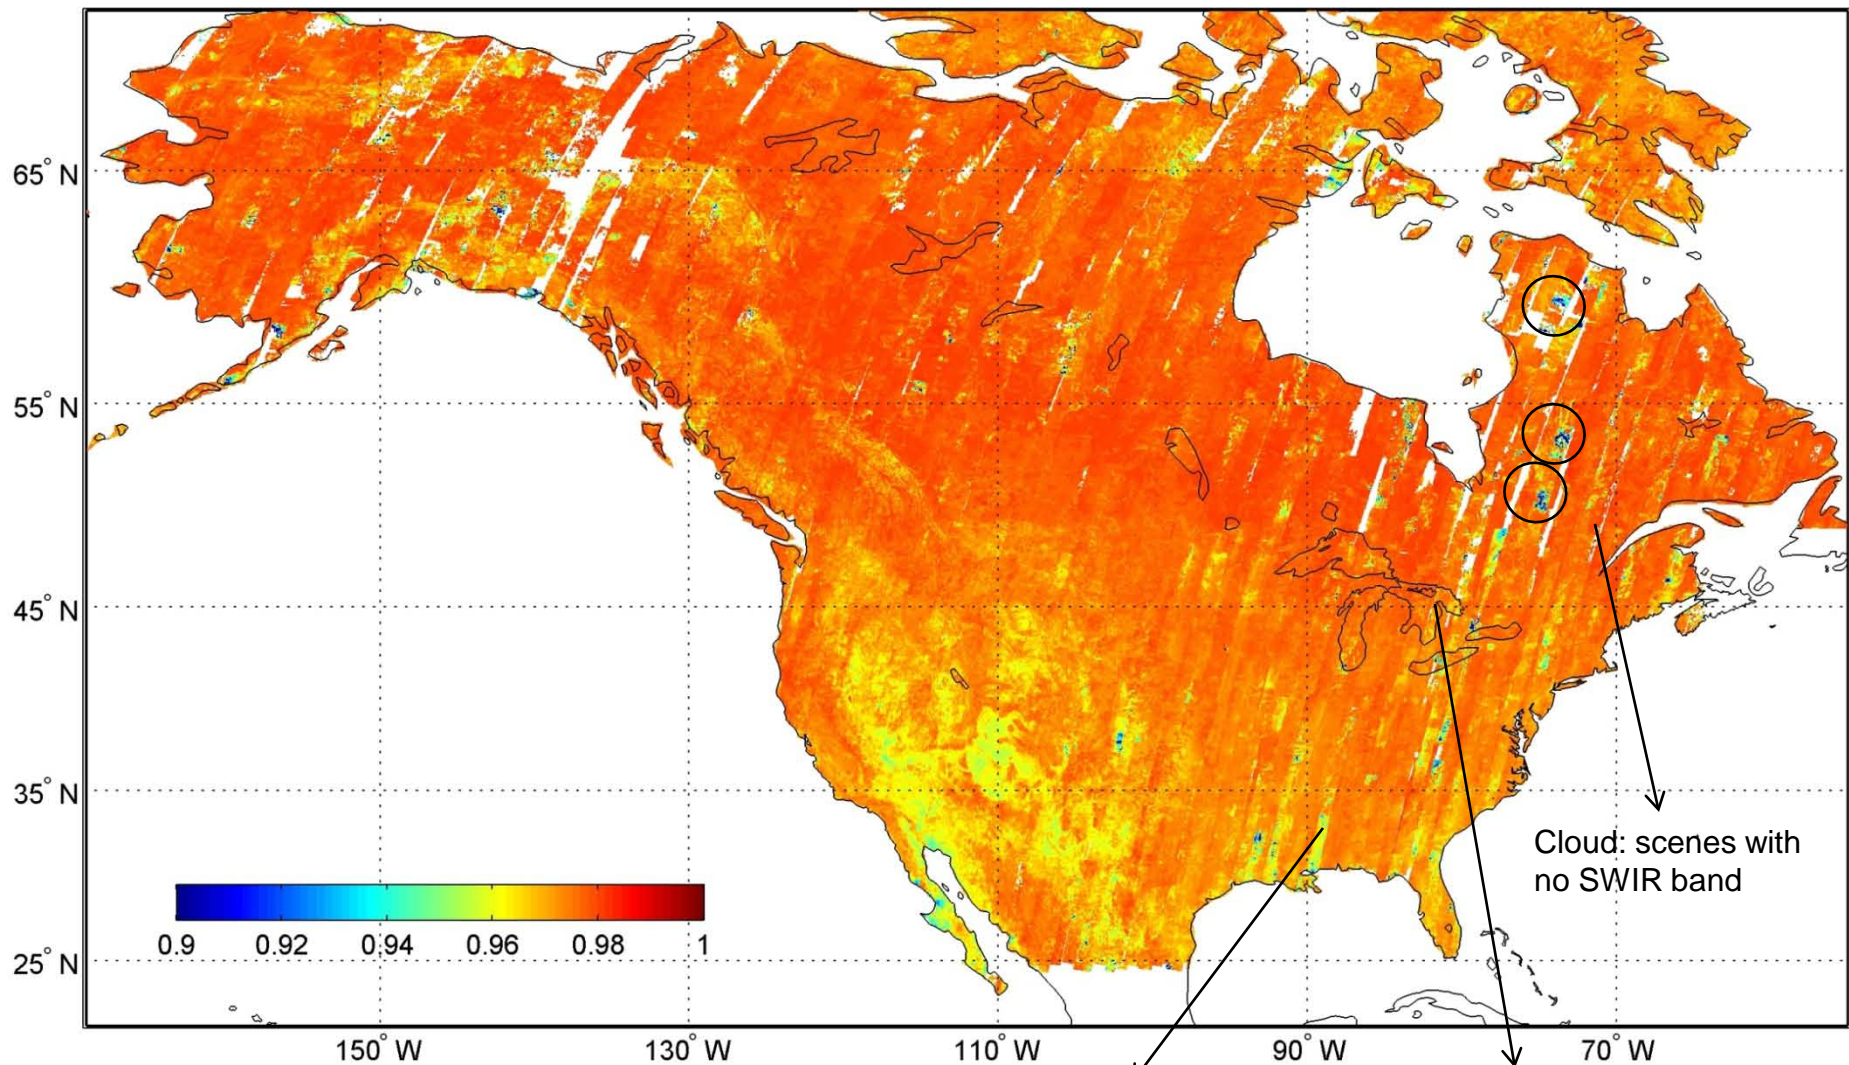 65° N
55° N
45° N
35° N
25° N
Cloud: scenes with
no SWIR band
0.9 0.92 0.94 0.96 0.98 1
150° W 130° W 110° W 90° W 70° W